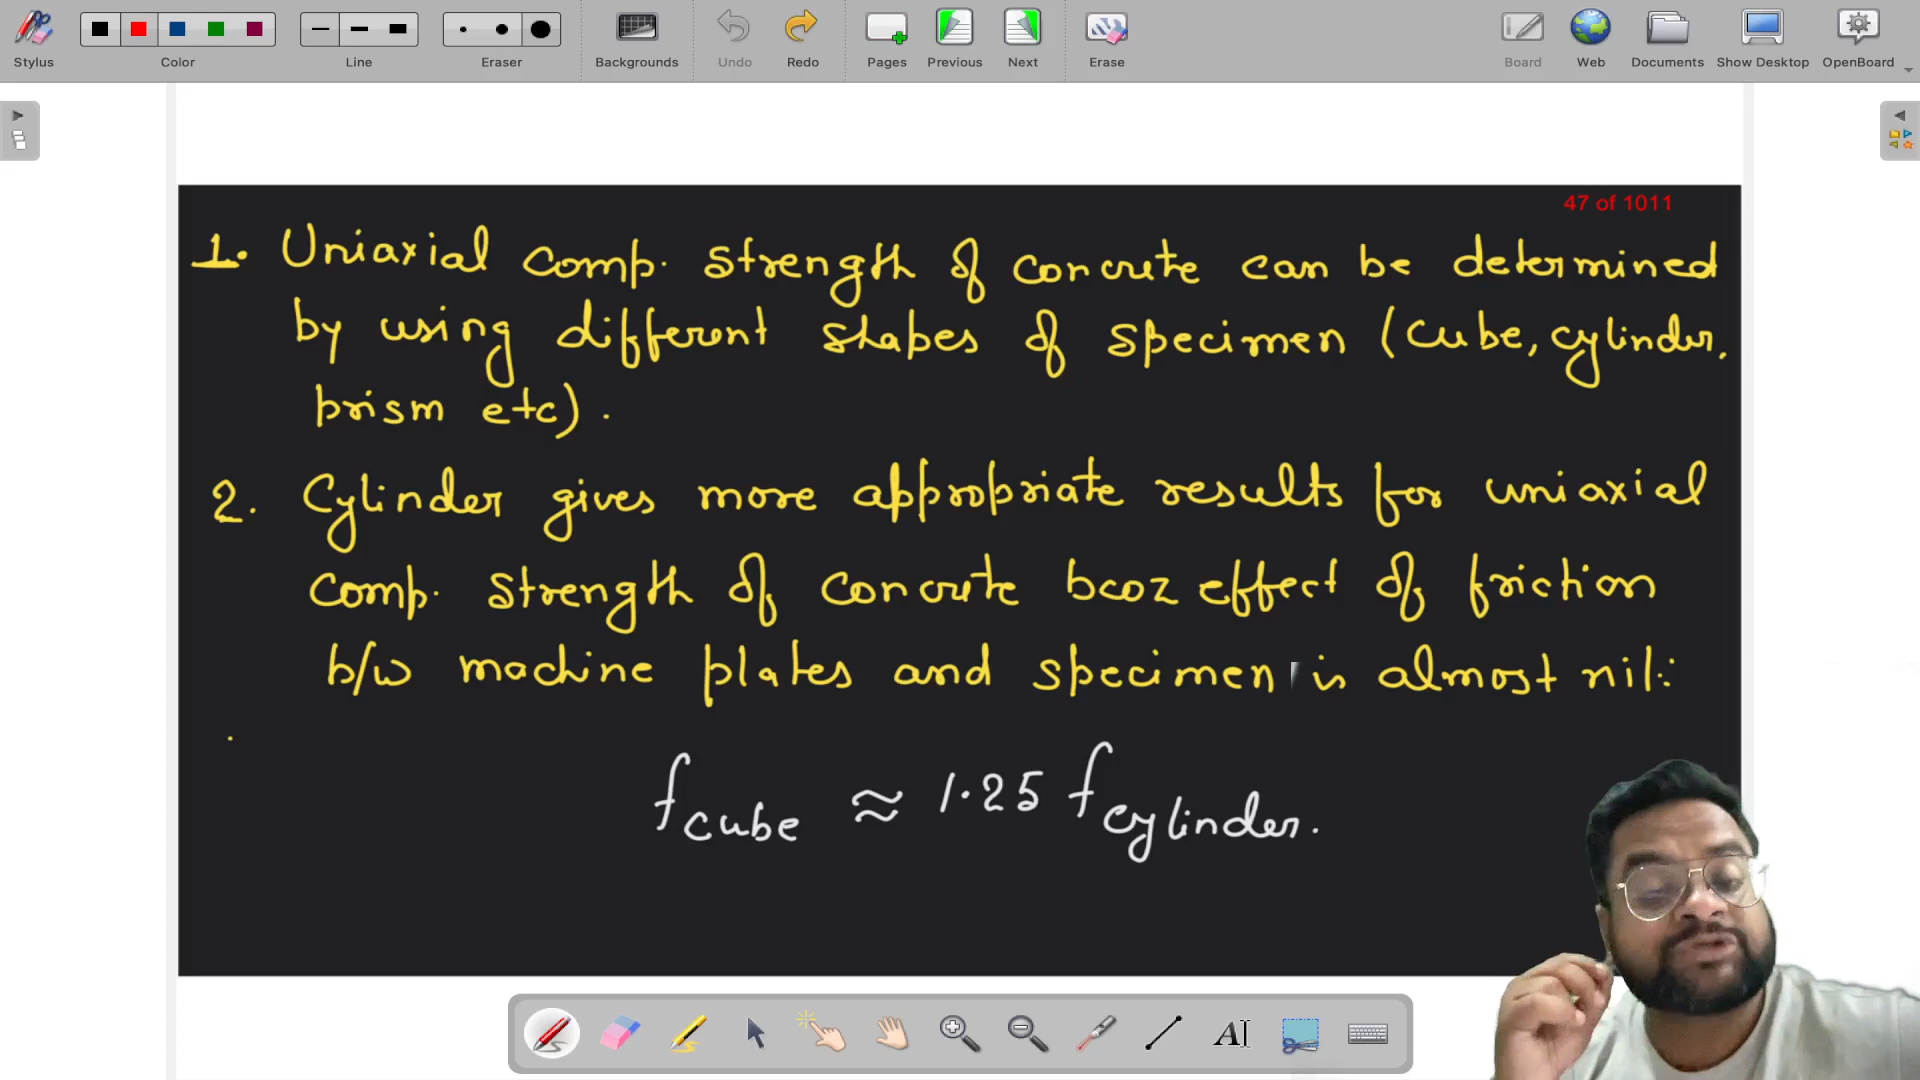 Stylus
Color
Line
Eraser
Backgrounds
Undo
Redo
Pages
Previous
Next
Erase
Board
Web
Documents
Show Desktop
OpenBoard
47 of 1011
1. Uniaxial comp. strength of concrete can be determined
by using different shapes of specimen (cube, cylinder,
prism etc).
2. Cylinder gives more appropriate results for uniaxial
comp. strength of concrete bcoz effect of friction
b/w machine plates and specimen is almost nil.
f cube ≈ 1.25 f cylinder.